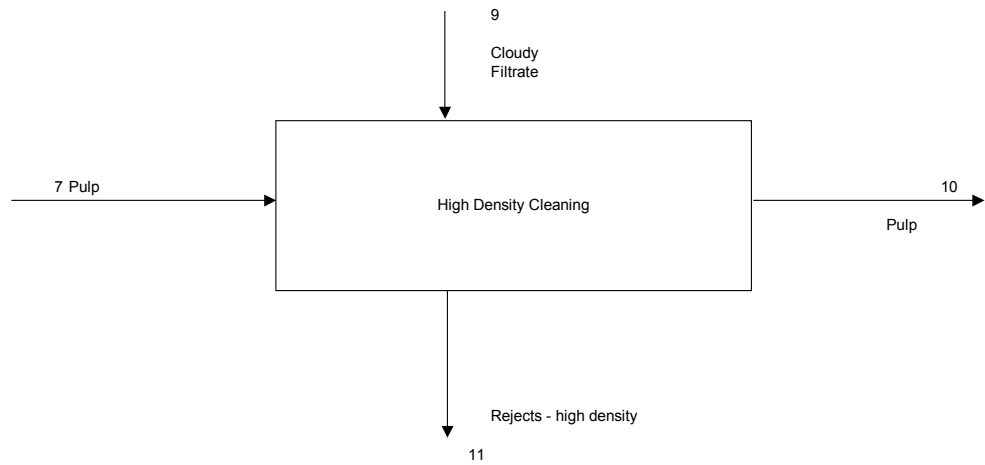 9
Cloudy
Filtrate
7 Pulp
High Density Cleaning
10
Pulp
Rejects - high density
11